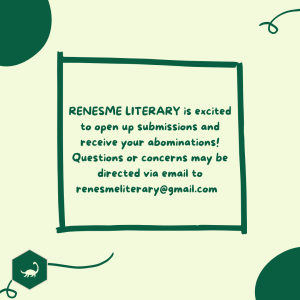 RENESME LITERARY is excited
to open up submissions and
receive your abominations!
Questions or concerns may be
directed via email to
renesmeliterary@gmail.com